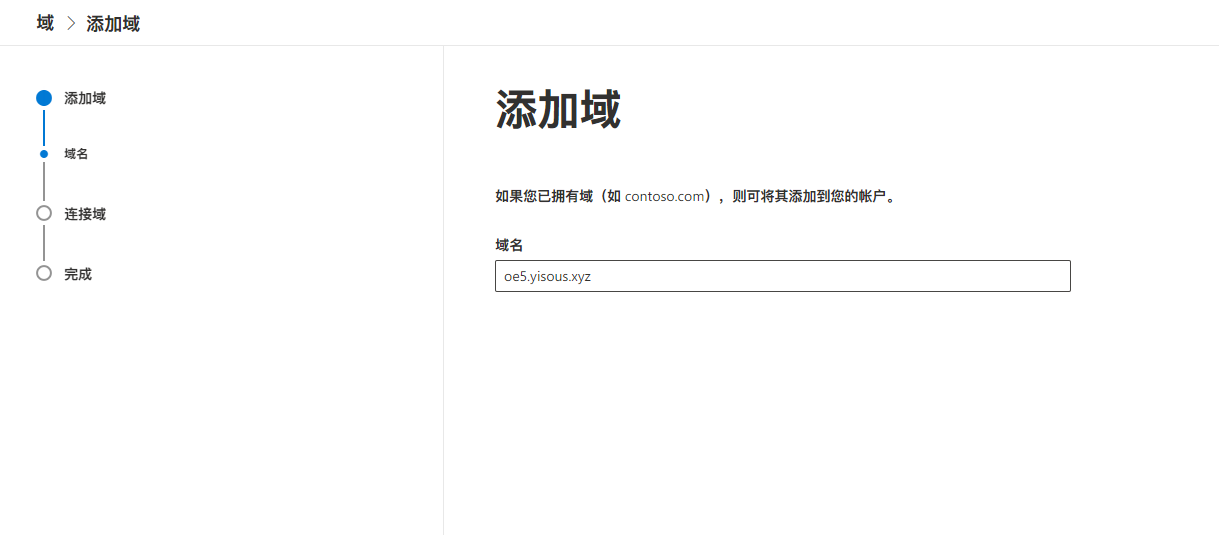 域 > 添加域
添加域
域名
连接域
完成
添加域
如果您已拥有域（如 contoso.com），则可将其添加到您的帐户。
域名
oe5.yisous.xyz